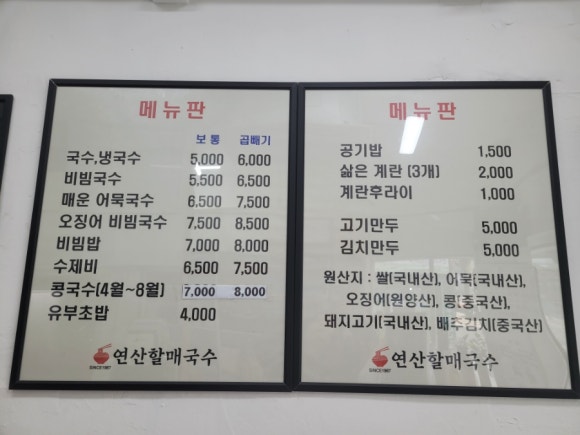 메뉴판
보통 곱빼기
국수,냉국수 5,000 6,000
비빔국수 5,500 6,500
매운 어묵국수 6,500 7,500
오징어 비빔국수 7,500 8,500
비빔밥 7,000 8,000
수제비 6,500 7,500
콩국수(4월~8월) 7,000 8,000
유부초밥 4,000
SINCE1987
연산할매국수
메뉴판
공기밥 1,500
삶은 계란 (3개) 2,000
계란후라이 1,000
고기만두 5,000
김치만두 5,000
원산지 : 쌀(국내산), 어묵(국내산),
오징어(원양산), 콩(중국산),
돼지고기(국내산), 배추김치(중국산)
연산할매국수